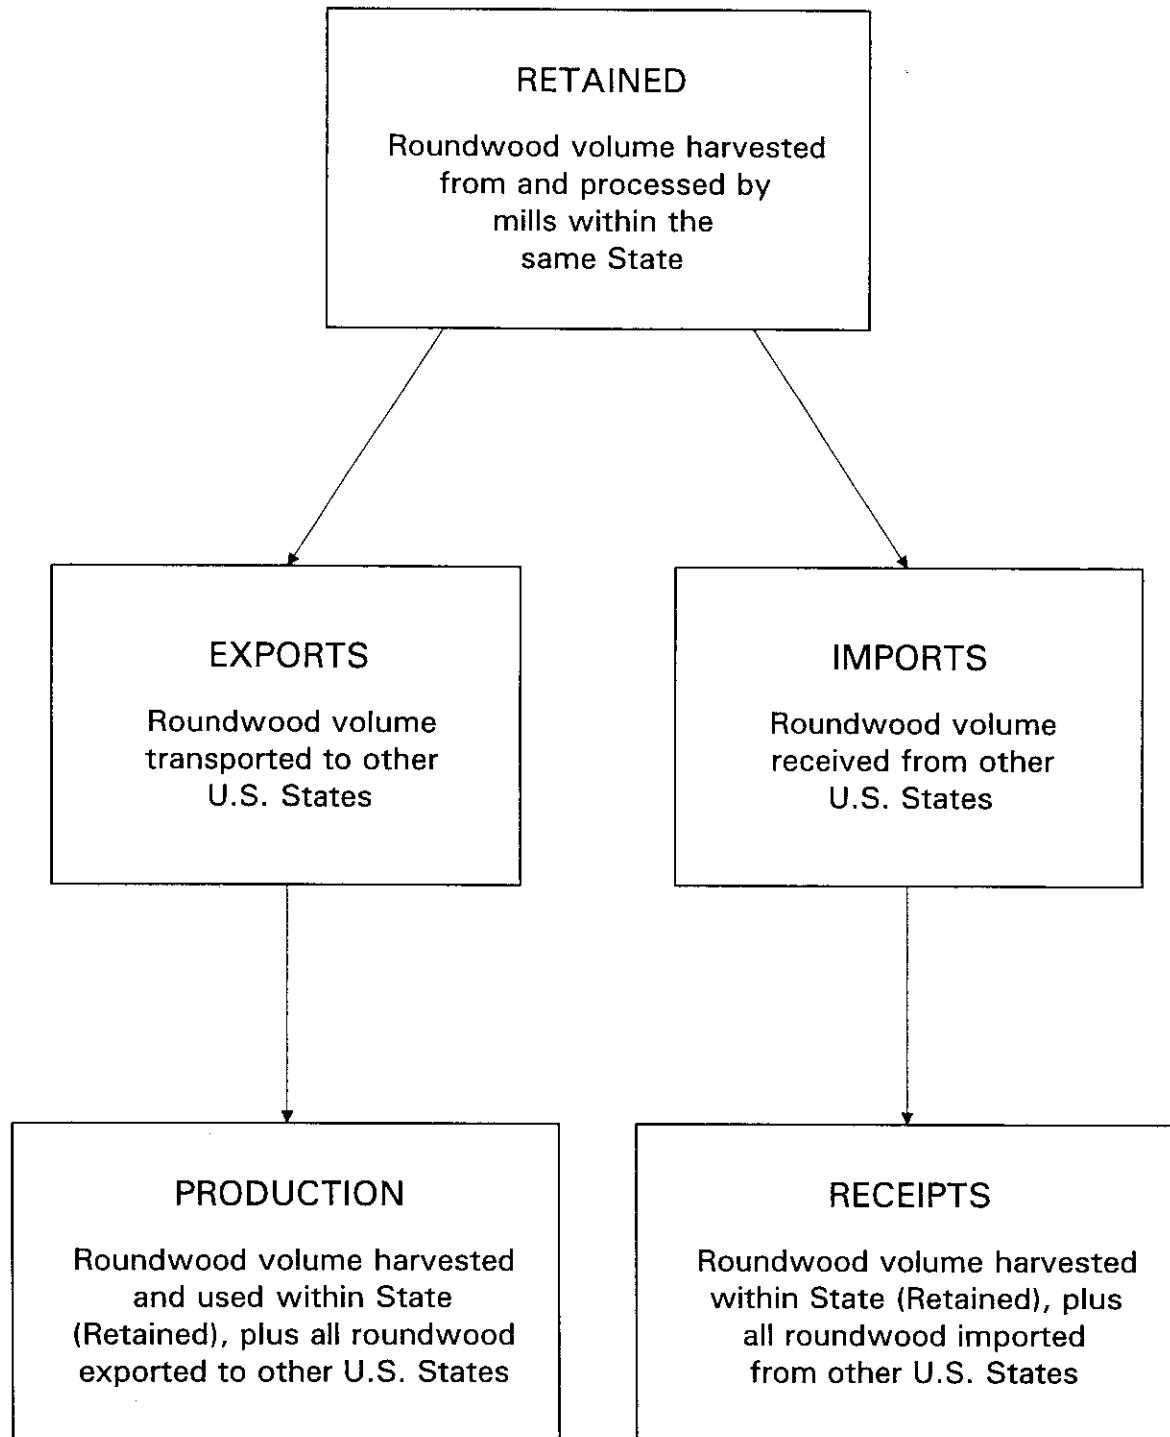 RETAINED
Roundwood volume harvested
from and processed by
mills within the
same State
EXPORTS
Roundwood volume
transported to other
U.S. States
IMPORTS
Roundwood volume
received from other
U.S. States
PRODUCTION
Roundwood volume harvested
and used within State
(Retained), plus all roundwood
exported to other U.S. States
RECEIPTS
Roundwood volume harvested
within State (Retained), plus
all roundwood imported
from other U.S. States